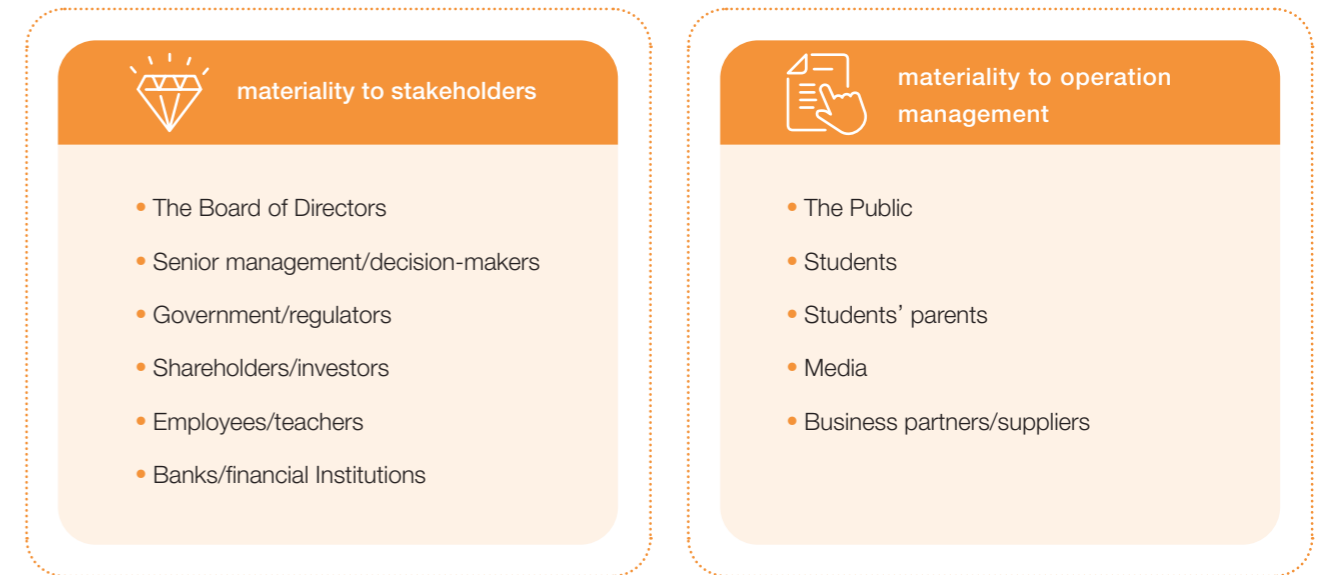 materiality to stakeholders
• The Board of Directors
• Senior management/decision-makers
• Government/regulators
• Shareholders/investors
• Employees/teachers
• Banks/financial Institutions
materiality to operation
management
• The Public
• Students
• Students’ parents
• Media
• Business partners/suppliers